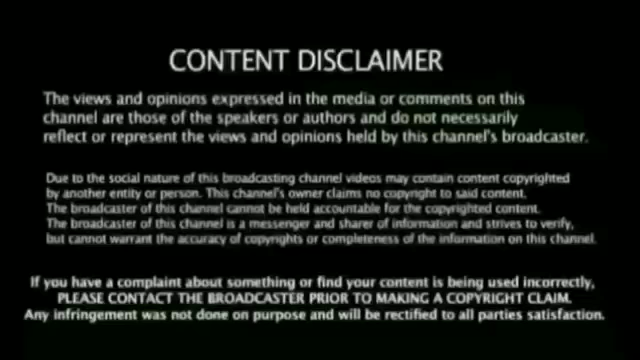 CONTENT DISCLAIMER
The views and opinions expressed in the media or comments on this
channel are those of the speakers or authors and do not necessarily
reflect or represent the views and opinions held by this channel's broadcaster.
Due to the social nature of this broadcasting channel videos may contain content copyrighted
by another entity or person. This channel's owner claims no copyright to said content.
The broadcaster of this channel cannot be held accountable for the copyrighted content.
The broadcaster of this channel is a messenger and sharer of information and strives to verify,
but cannot warrant the accuracy of copyrights or completeness of the information on this channel.
If you have a complaint about something or find your content is being used incorrectly,
PLEASE CONTACT THE BROADCASTER PRIOR TO MAKING A COPYRIGHT CLAIM.
Any infringement was not done on purpose and will be rectified to all parties satisfaction.